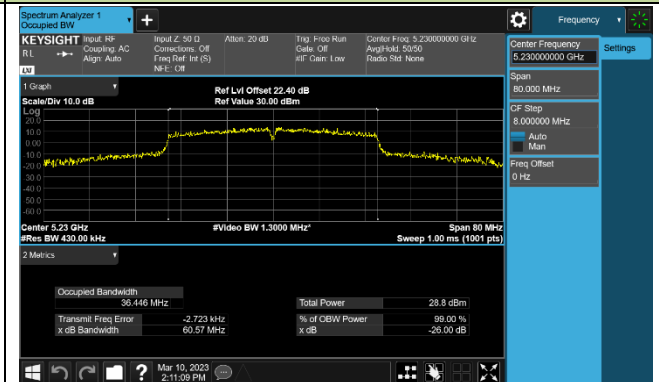 Spectrum Analyzer 1
Occupied BW
Frequency
KEYSIGHT
RL
LXI
Input: RF
Coupling: AC
Align: Auto
Input Z: 50 Ω
Corrections: Off
Freq Ref: Int (S)
NFE: Off
Atten: 20 dB
Trig: Free Run
Gate: Off
#IF Gain: Low
Center Freq: 5.230000000 GHz
Avg|Hold: 50/50
Radio Std: None
Center Frequency
5.230000000 GHz
Settings
Span
80.000 MHz
CF Step
8.000000 MHz
Auto
Man
Freq Offset
0 Hz
1 Graph
Scale/Div 10.0 dB
Ref Lvl Offset 22.40 dB
Ref Value 30.00 dBm
Log
20.0
10.0
0.00
-10.0
-20.0
-30.0
-40.0
-50.0
-60.0
Center 5.23 GHz
#Res BW 430.00 kHz
#Video BW 1.3000 MHz*
Span 80 MHz
Sweep 1.00 ms (1001 pts)
2 Metrics
Occupied Bandwidth
36.446 MHz
Total Power 28.8 dBm
Transmit Freq Error -2.723 kHz
% of OBW Power 99.00 %
x dB Bandwidth 60.57 MHz
x dB -26.00 dB
?
Mar 10, 2023
2:11:09 PM